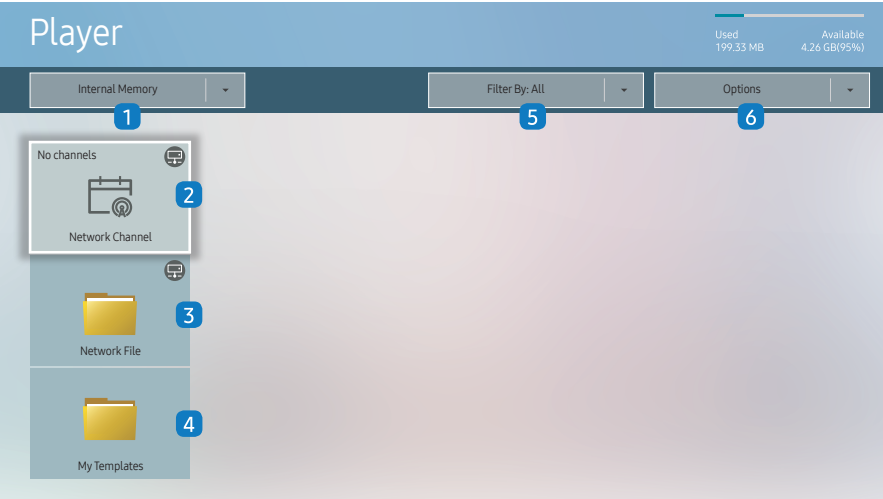 Player
Used Available
199.33 MB 4.26 GB(95%)
Internal Memory Filter By: All Options
1 5 6
No channels
2
Network Channel
3
Network File
4
My Templates